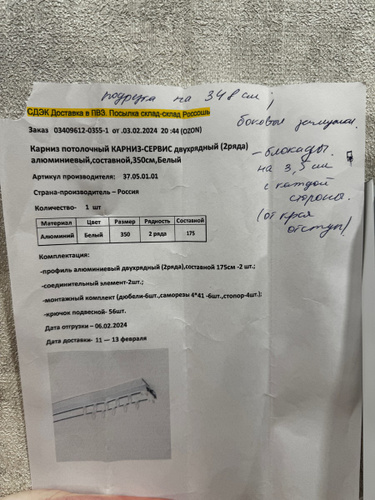 подрезка на 348 см;
СДЭК Доставка в ПВЗ. Посылка склад-склад Россошь
боковые заглушки
Заказ 03409612-0355-1 от .03.02.2024 20 :44 (OZON)
Карниз потолочный КАРНИЗ-СЕРВИС двухрядный (2ряда)
алюминиевый,составной,350см,Белый
- блокады
на 3,5 см
с каждой
стороны
(от края
отступ)
Артикул производителя: 37.05.01.01
Страна-производитель – Россия
Количество- 1 шт
Материал Цвет Размер Рядность Составной
Алюминий Белый 350 2 ряда 175
Комплектация:
-профиль алюминиевый двухрядный (2ряда),составной 175см -2 шт.;
-соединительный элемент-2шт.;
-монтажный комплект (дюбели-6шт.,саморезы 4*41 -6шт.,стопор-4шт.);
-крючок подвесной- 56шт.
Дата отгрузки – 06.02.2024
Дата доставки- 11 — 13 февраля